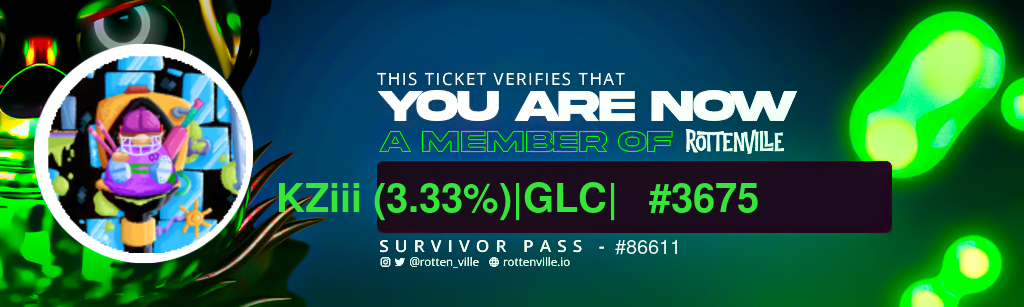 THIS TICKET VERIFIES THAT
YOU ARE NOW
A MEMBER OF ROTTENVILLE
KZiii (3.33%)|GLC| #3675
SURVIVOR PASS - #86611
@rotten_ville rottenville.io